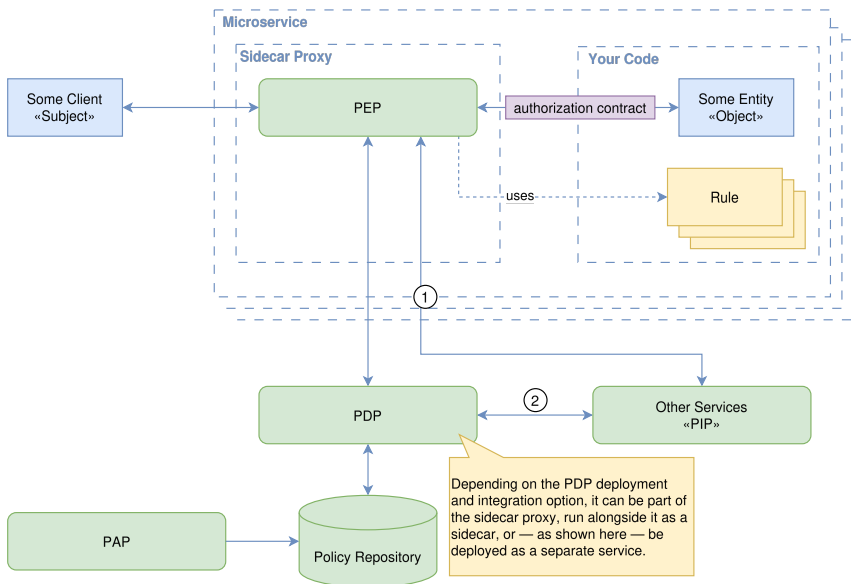 Microservice
Sidecar Proxy
Your Code
Some Client
«Subject»
PEP
authorization contract
Some Entity
«Object»
uses
Rule
1
PDP
2
Other Services
«PIP»
Depending on the PDP deployment
and integration option, it can be part of
the sidecar proxy, run alongside it as a
sidecar, or — as shown here — be
deployed as a separate service.
PAP
Policy Repository